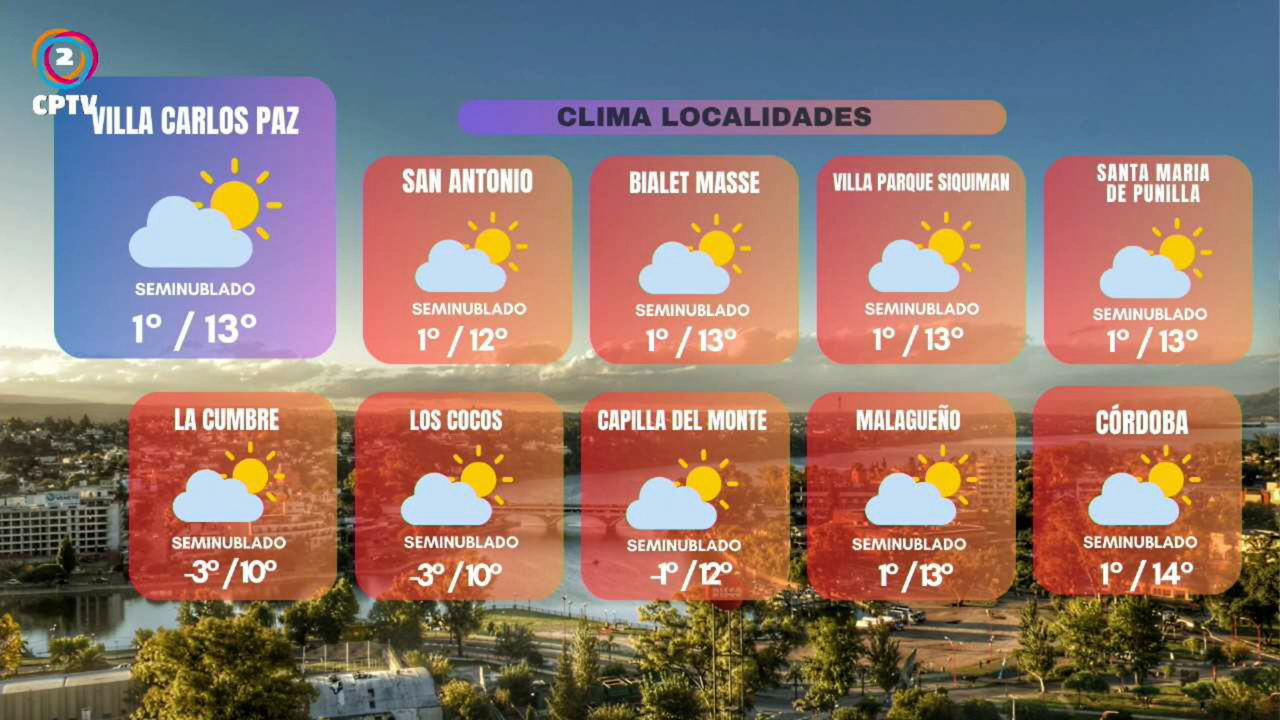 2
CPTV
VILLA CARLOS PAZ
SEMINUBLADO
1° / 13°
CLIMA LOCALIDADES
SAN ANTONIO
SEMINUBLADO
1° / 12°
BIALET MASSE
SEMINUBLADO
1° / 13°
VILLA PARQUE SIQUIMAN
SEMINUBLADO
1° / 13°
SANTA MARIA
DE PUNILLA
SEMINUBLADO
1° / 13°
LA CUMBRE
SEMINUBLADO
-3° / 10°
LOS COCOS
SEMINUBLADO
-3° / 10°
CAPILLA DEL MONTE
SEMINUBLADO
-1° / 12°
MALAGUEÑO
SEMINUBLADO
1° / 13°
CÓRDOBA
SEMINUBLADO
1° / 14°